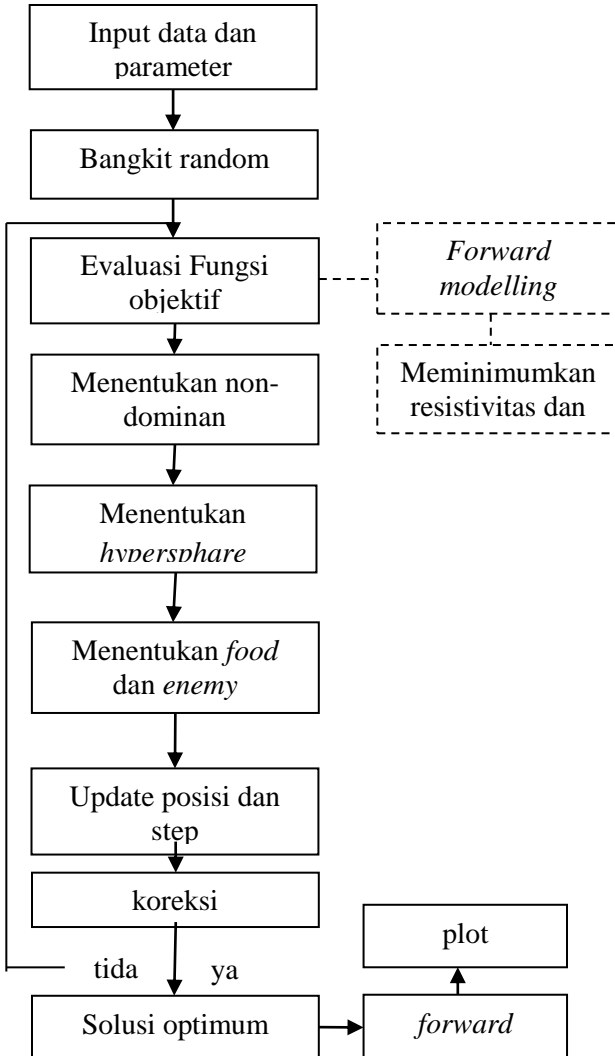 Input data dan
parameter
Bangkit random
Evaluasi Fungsi
objektif
Forward
modelling
Menentukan non-
dominan
Meminimumkan
resistivitas dan
Menentukan
hypersphare
Menentukan food
dan enemy
Update posisi dan
step
koreksi
plot
tida ya
Solusi optimum
forward